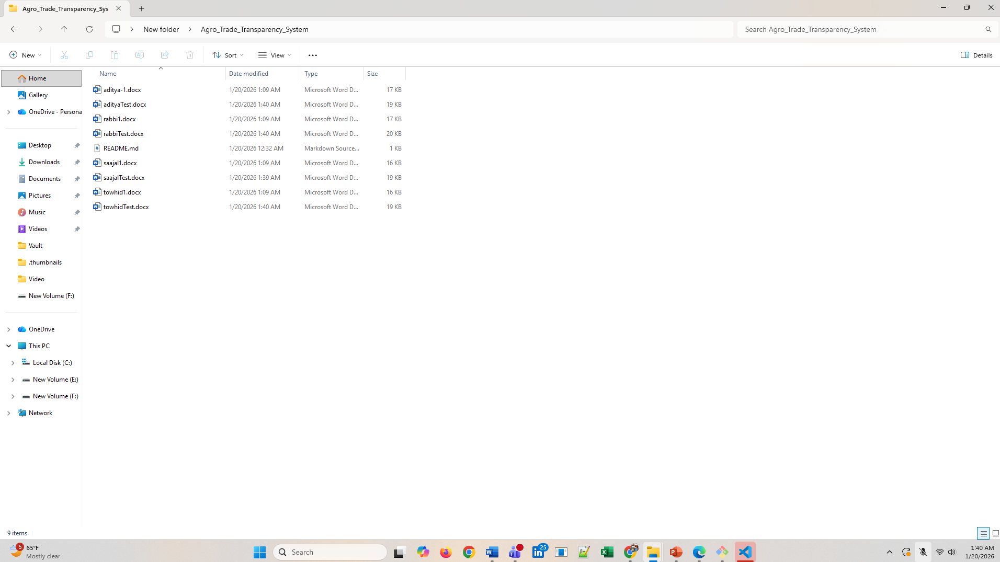 Agro_Trade_Transparency_Sys
New folder
Agro_Trade_Transparency_System
Search Agro_Trade_Transparency_System
New
Sort
View
Details
Name Date modified Type Size
aditya-1.docx 1/20/2026 1:09 AM Microsoft Word D... 17 KB
adityaTest.docx 1/20/2026 1:40 AM Microsoft Word D... 19 KB
rabbi1.docx 1/20/2026 1:09 AM Microsoft Word D... 17 KB
rabbiTest.docx 1/20/2026 1:40 AM Microsoft Word D... 20 KB
README.md 1/20/2026 12:32 AM Markdown Source... 1 KB
saajal1.docx 1/20/2026 1:09 AM Microsoft Word D... 16 KB
saajalTest.docx 1/20/2026 1:39 AM Microsoft Word D... 19 KB
towhid1.docx 1/20/2026 1:09 AM Microsoft Word D... 16 KB
towhidTest.docx 1/20/2026 1:40 AM Microsoft Word D... 19 KB
Home
Gallery
OneDrive - Persona
Desktop
Downloads
Documents
Pictures
Music
Videos
Vault
.thumbnails
Video
New Volume (F:)
OneDrive
This PC
Local Disk (C:)
New Volume (E:)
New Volume (F:)
Network
9 items
5
65°F
Mostly clear
Search
25
1:40 AM
1/20/2026